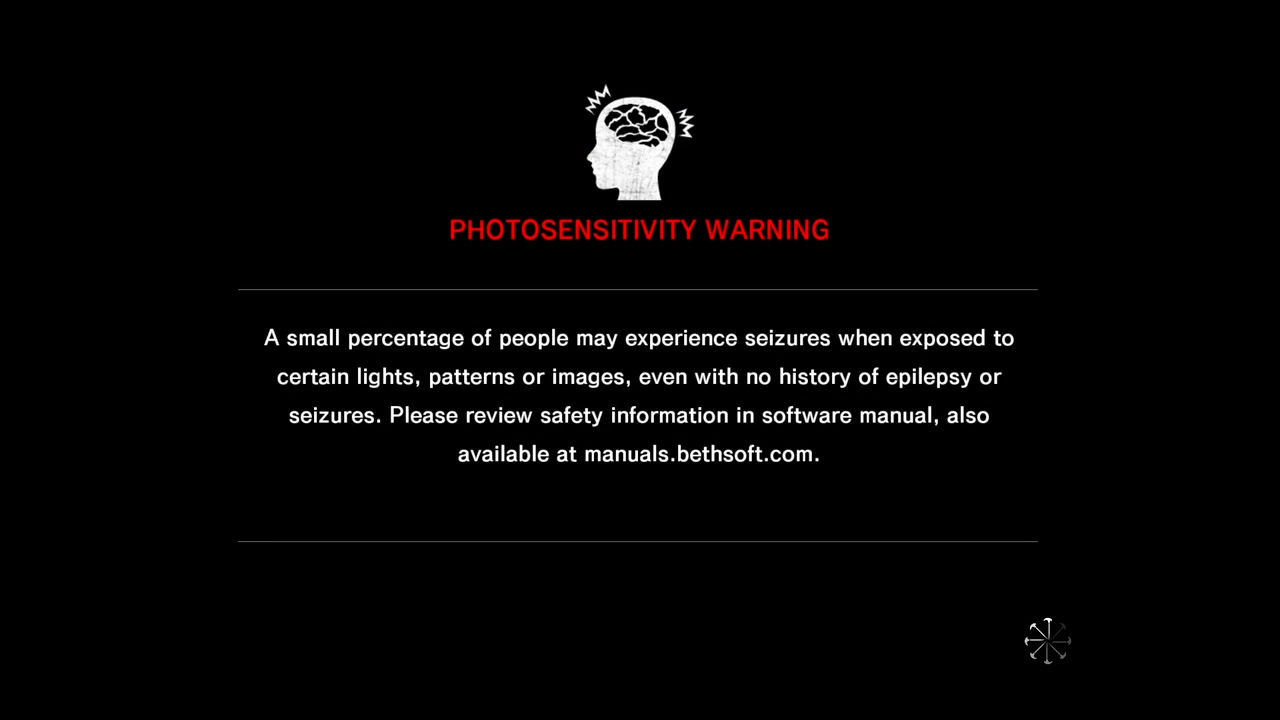 PHOTOSENSITIVITY WARNING
A small percentage of people may experience seizures when exposed to
certain lights, patterns or images, even with no history of epilepsy or
seizures. Please review safety information in software manual, also
available at manuals.bethsoft.com.